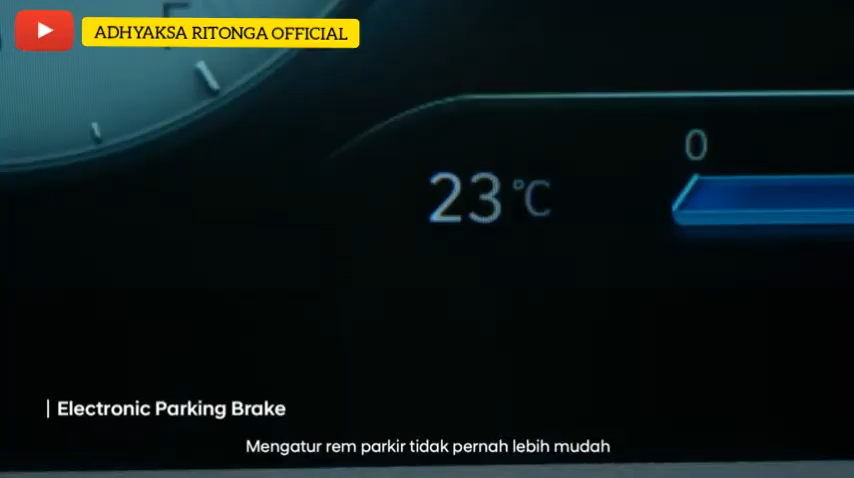 ADHYAKSA RITONGA OFFICIAL
F
0
23 °C
Electronic Parking Brake
Mengatur rem parkir tidak pernah lebih mudah